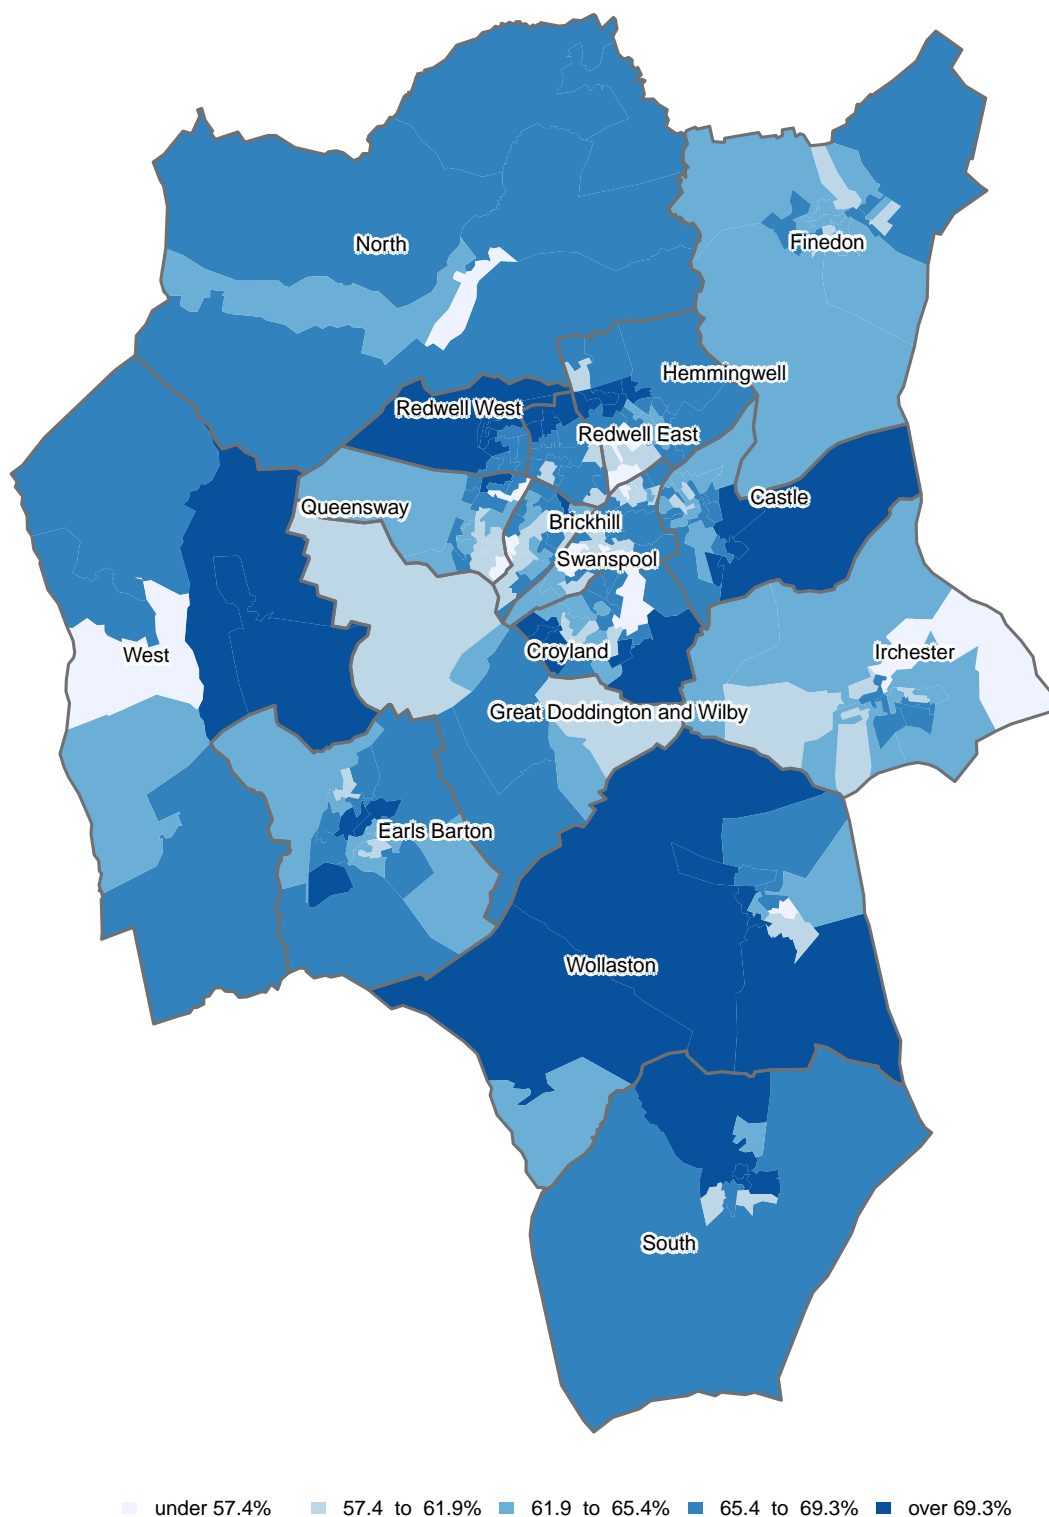 North
Finedon
Hemmingwell
Redwell West
Redwell East
Castle
Queensway
Brickhill
Swanspool
West
Croyland
Irchester
Great Doddington and Wilby
Earls Barton
Wollaston
South
under 57.4% 57.4 to 61.9% 61.9 to 65.4% 65.4 to 69.3% over 69.3%